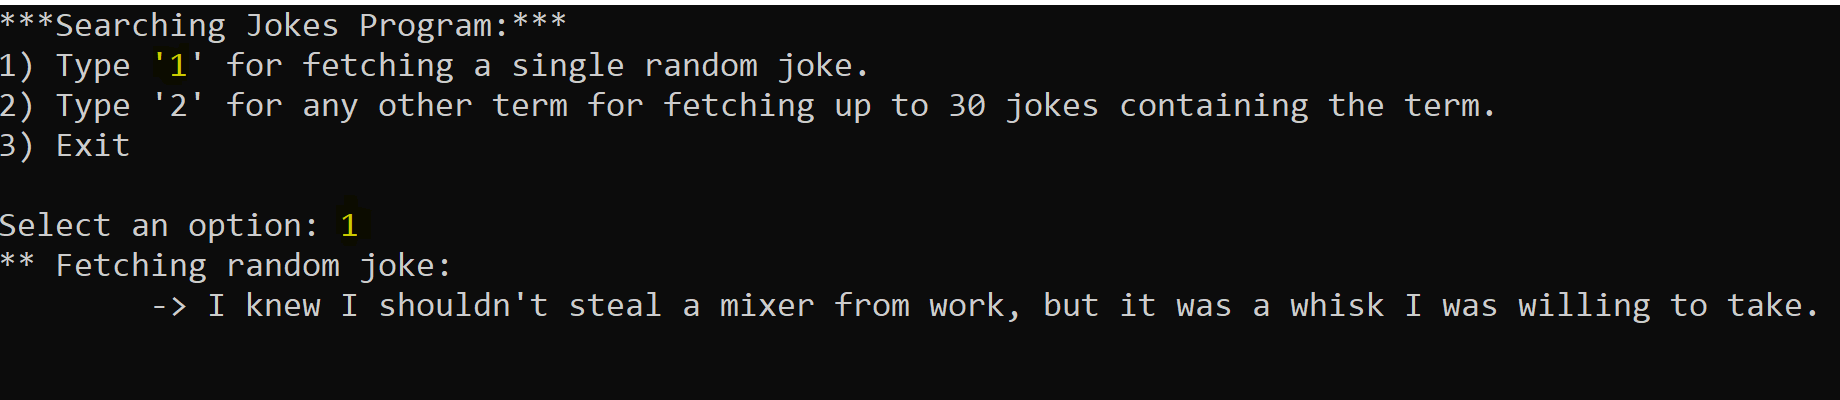 ***Searching Jokes Program:***
1) Type '1' for fetching a single random joke.
2) Type '2' for any other term for fetching up to 30 jokes containing the term.
3) Exit
Select an option: 1
** Fetching random joke:
-> I knew I shouldn't steal a mixer from work, but it was a whisk I was willing to take.